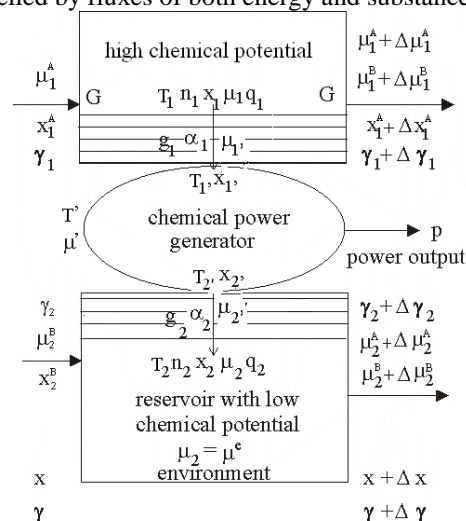 ched by fluxes of both energy and substance
high chemical potential
μ₁ᴬ
μ₁ᴬ+Δμ₁ᴬ
μ₁ᴮ+Δμ₁ᴮ
G T₁ n₁ x₁ μ₁ q₁ G
x₁ᴬ
x₁ᴬ+Δx₁ᴬ
g₁ α₁ μ₁'
γ₁
γ₁+Δγ₁
T₁' x₁'
T'
μ'
chemical power
generator
p
power output
T₂' x₂'
γ₂
g₂ α₂ μ₂'
γ₂+Δγ₂
μ₂ᴮ
μ₂ᴬ+Δμ₂ᴬ
x₂ᴮ
T₂ n₂ x₂ μ₂ q₂
μ₂ᴮ+Δμ₂ᴮ
reservoir with low
chemical potential
μ₂ = μᵉ
environment
x
x+Δx
γ
γ+Δγ